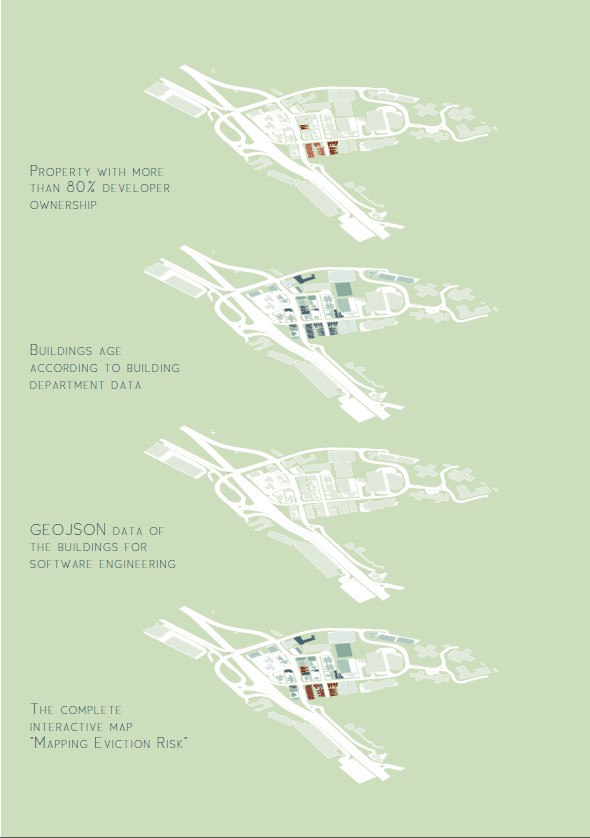 Property with more
than 80% developer
ownership
Buildings age
according to building
department data
GEOJSON data of
the buildings for
software engineering
The complete
interactive map
"Mapping Eviction Risk"